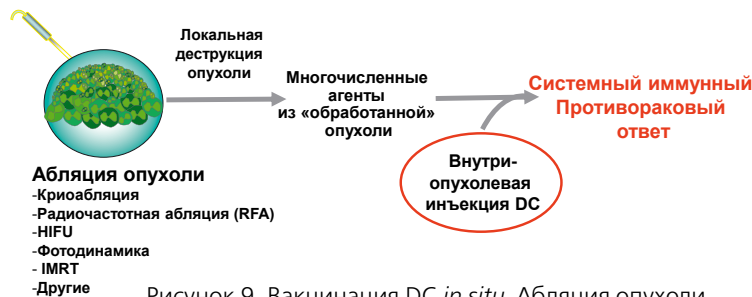 Локальная
деструкция
опухоли
Многочисленные
агенты
из «обработанной»
опухоли
Системный иммунный
Противораковый
ответ
Внутри-
опухолевая
инъекция DC
Абляция опухоли
-Криоабляция
-Радиочастотная абляция (RFA)
-HIFU
-Фотодинамика
- IMRT
-Другие
Рисунок 9. Вакцинация DC in situ. Абляция опухоли